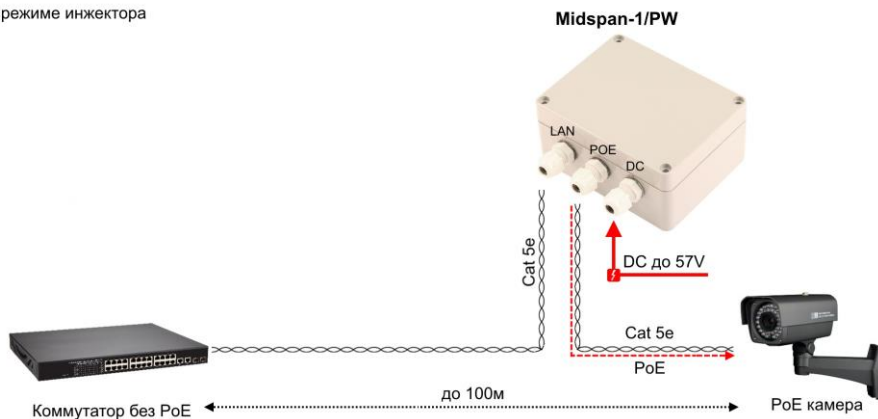 режиме инжектора
Midspan-1/PW
LAN
POE
DC
Cat 5e
DC до 57V
Cat 5e
PoE
до 100м
Коммутатор без PoE
PoE камера